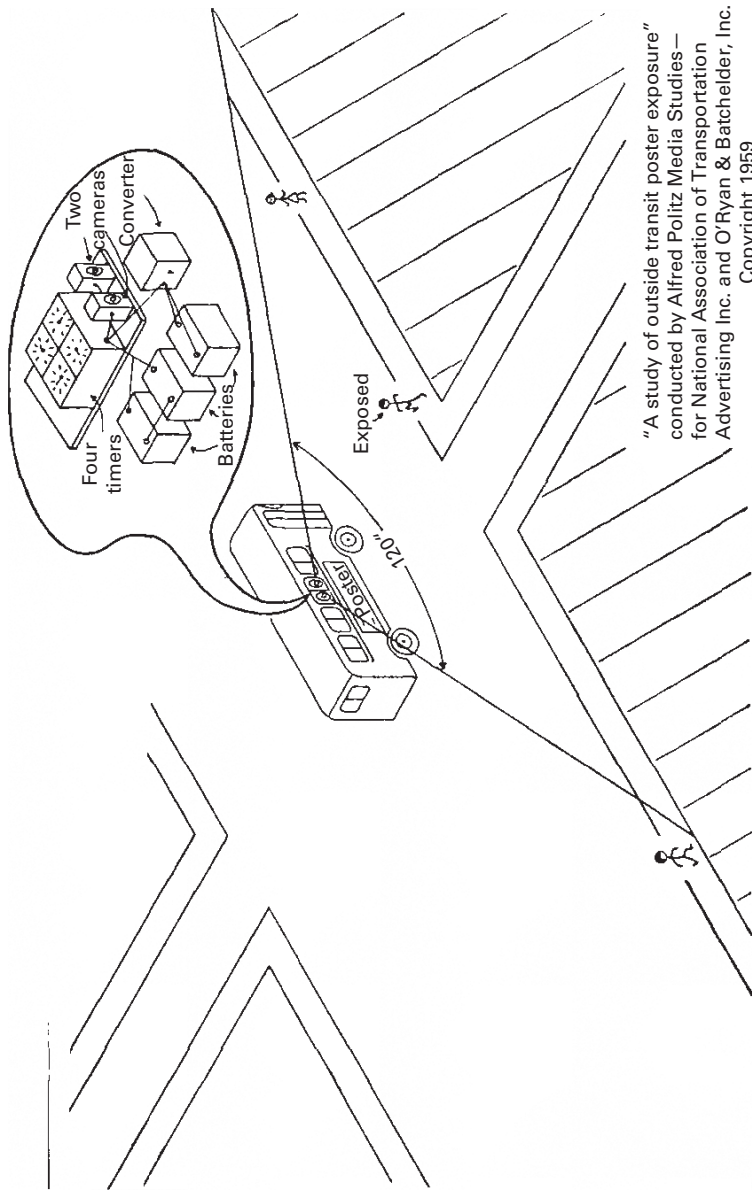 Four
timers
Two
cameras
Converter
Batteries
Poster
120"
Exposed
"A study of outside transit poster exposure"
conducted by Alfred Politz Media Studies—
for National Association of Transportation
Advertising Inc. and O'Ryan & Batchelder, Inc.
Copyright 1959